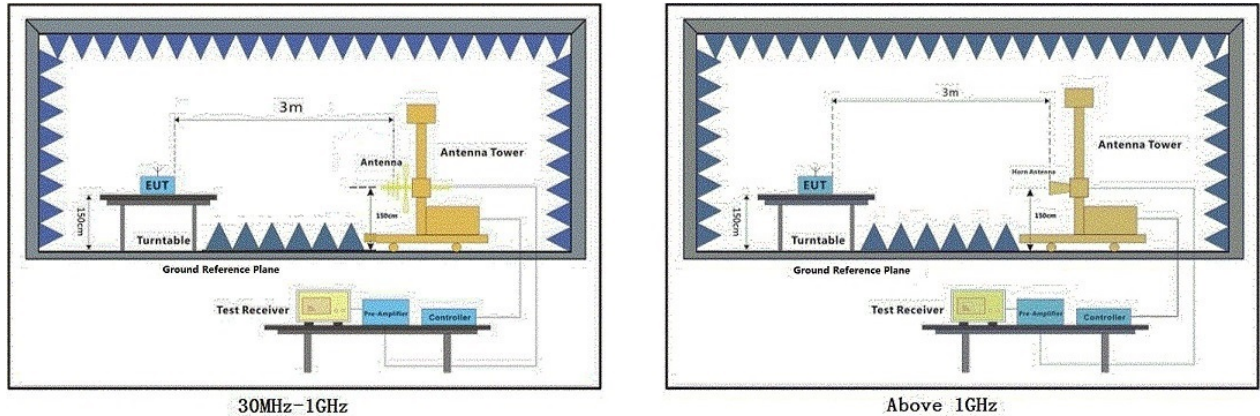 3m
Antenna
Antenna Tower
EUT
150cm
150cm
Turntable
Ground Reference Plane
Test Receiver
Pre-Amplifier
Controller
30MHz-1GHz
3m
Antenna Tower
Horn Antenna
EUT
150cm
150cm
Turntable
Ground Reference Plane
Test Receiver
Pre-Amplifier
Controller
Above 1GHz